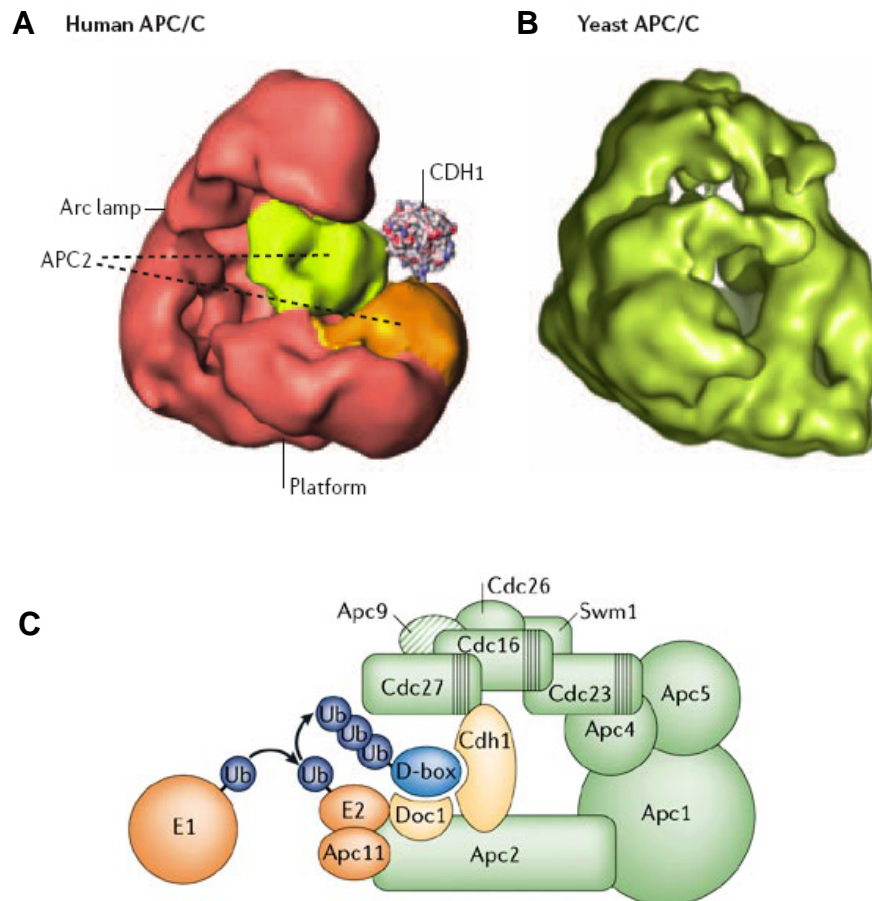 A Human APC/C
B Yeast APC/C
CDH1
Arc lamp
APC2
Platform
C
Cdc26
Apc9
Swm1
Cdc16
Cdc27
Cdc23
Apc5
Apc4
Ub
Ub
Ub
Cdh1
D-box
Ub
Ub
E1
E2
Doc1
Apc1
Apc11
Apc2